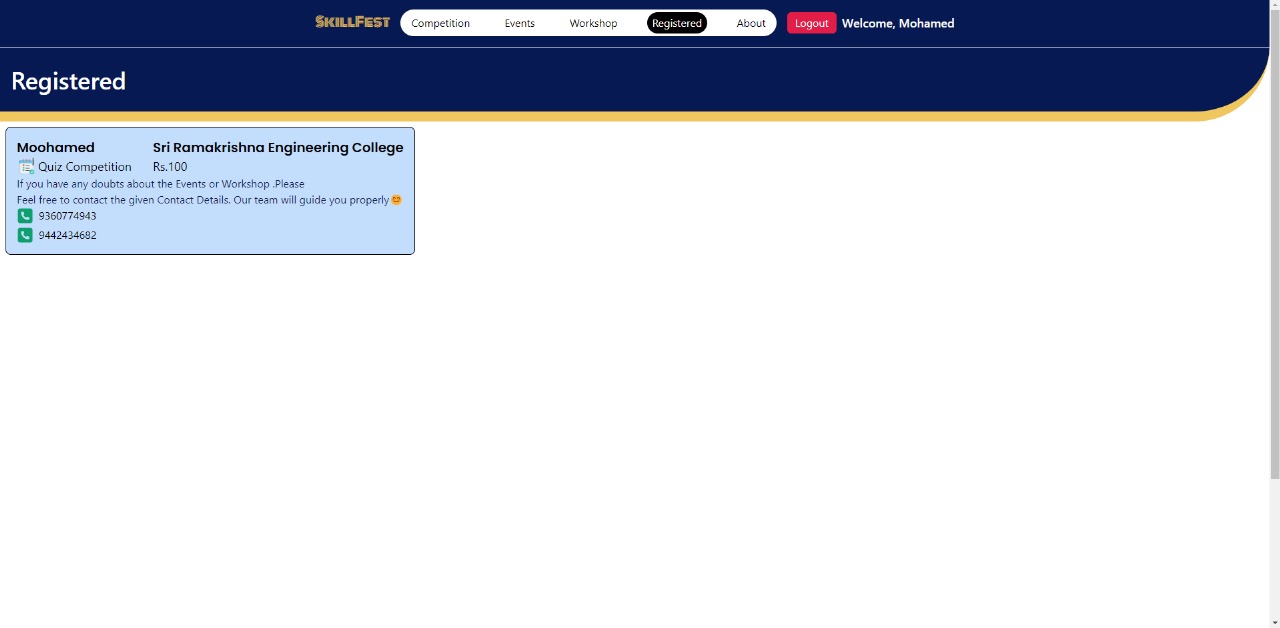 SKILLFEST Competition Events Workshop Registered About Logout Welcome, Mohamed
Registered
Moohamed Sri Ramakrishna Engineering College
Quiz Competition Rs.100
If you have any doubts about the Events or Workshop .Please
Feel free to contact the given Contact Details. Our team will guide you properly😊
9360774943
9442434682